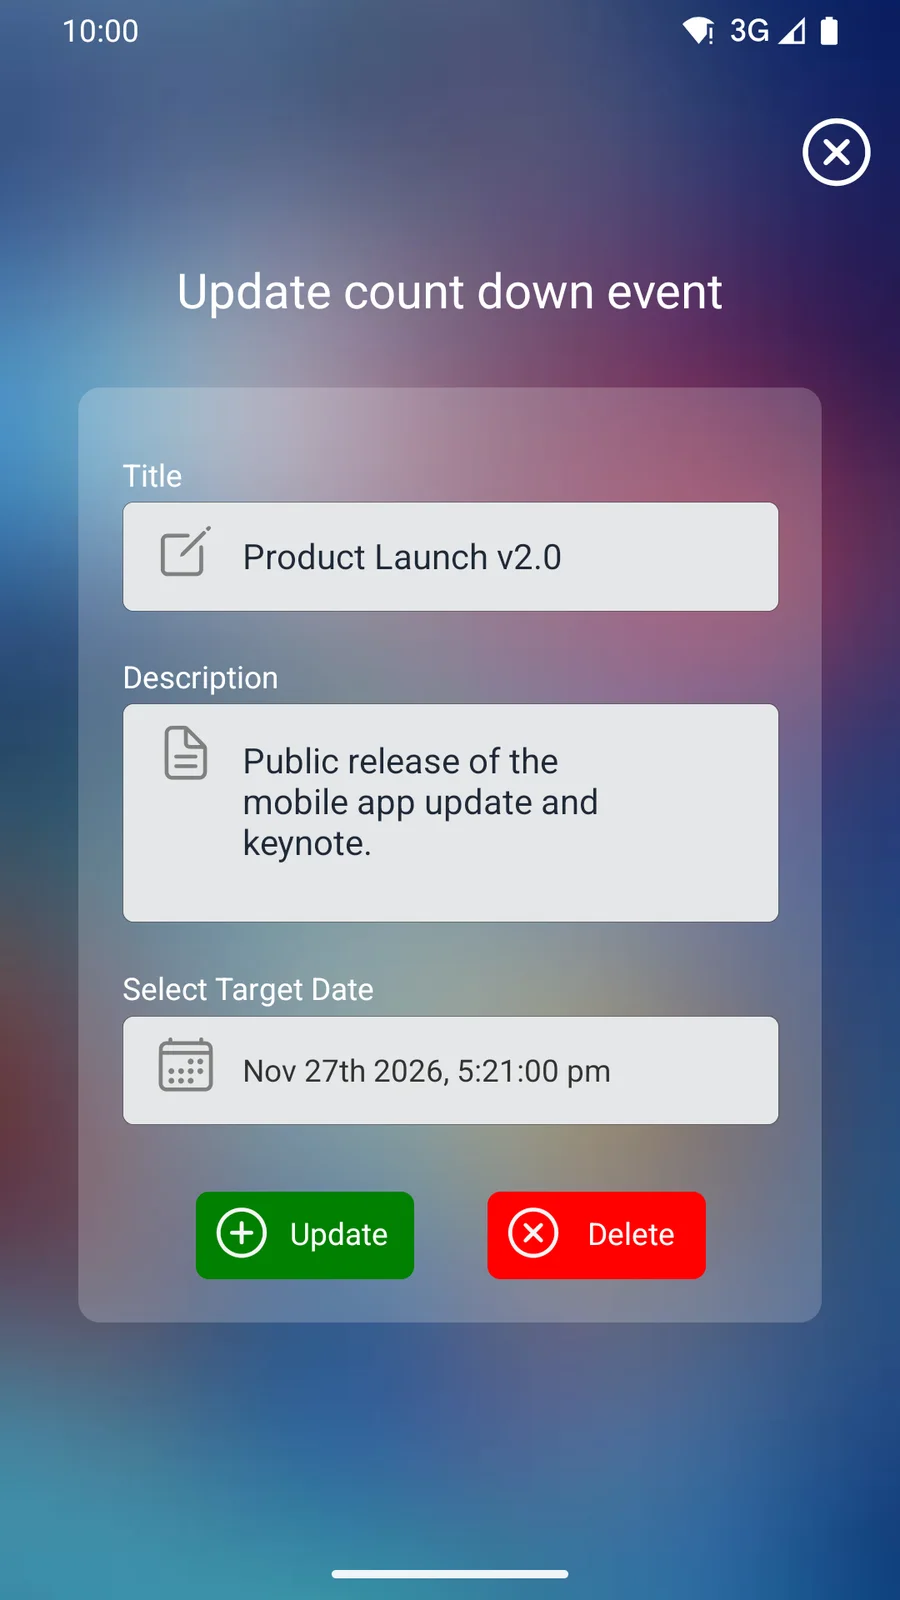 10:00
3G
Update count down event
Title
Product Launch v2.0
Description
Public release of the
mobile app update and
keynote.
Select Target Date
Nov 27th 2026, 5:21:00 pm
Update
Delete